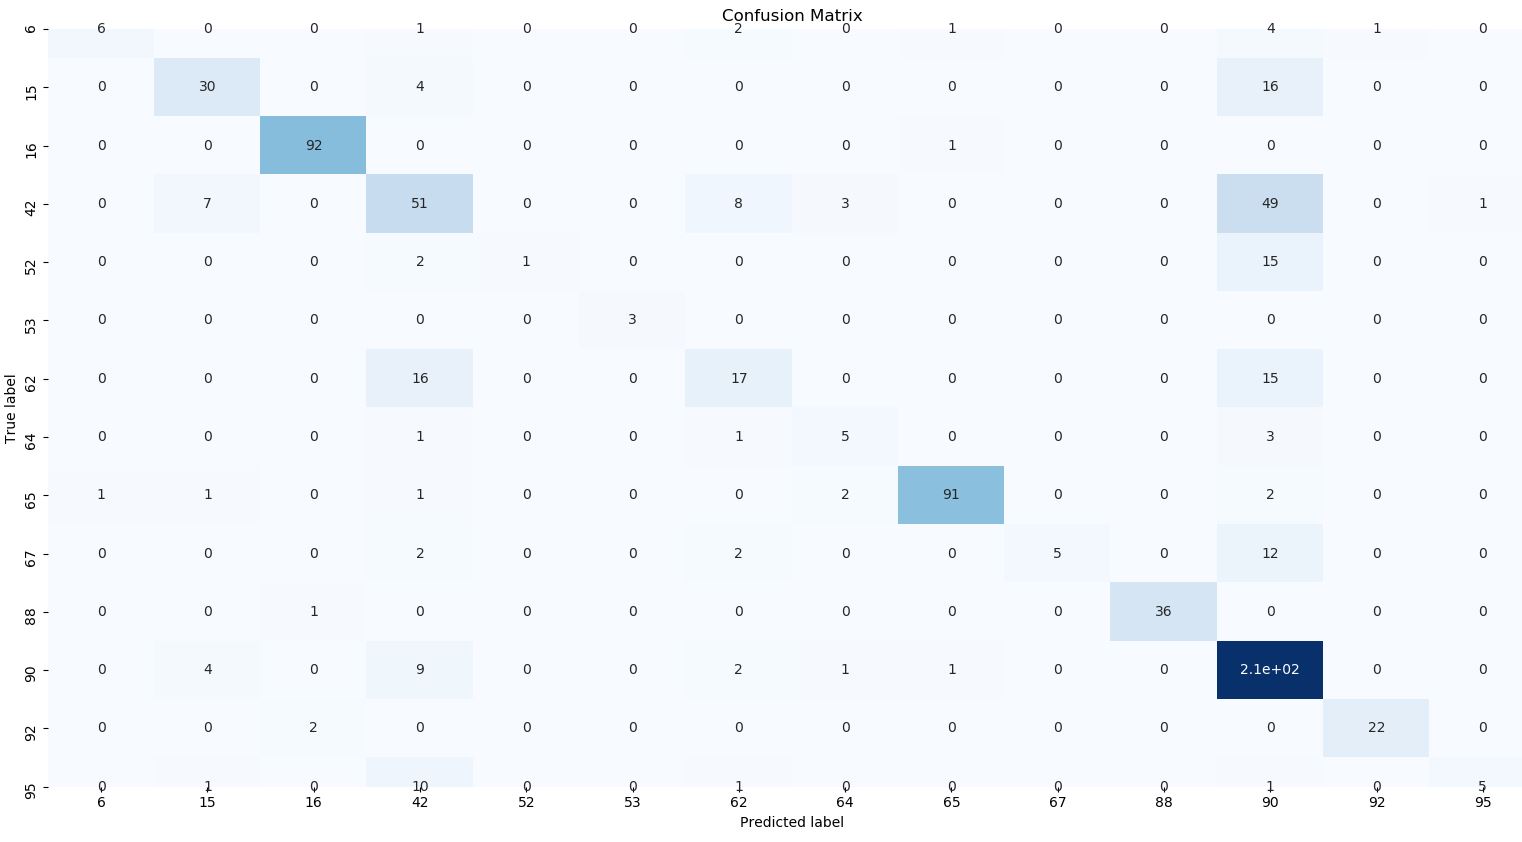 Confusion Matrix
6 6 0 0 1 0 0 2 0 1 0 0 4 1 0
15 0 30 0 4 0 0 0 0 0 0 0 16 0 0
16 0 0 92 0 0 0 0 0 1 0 0 0 0 0
42 0 7 0 51 0 0 8 3 0 0 0 49 0 1
52 0 0 0 2 1 0 0 0 0 0 0 15 0 0
53 0 0 0 0 0 3 0 0 0 0 0 0 0 0
62 0 0 0 16 0 0 17 0 0 0 0 15 0 0
True label
64 0 0 0 1 0 0 1 5 0 0 0 3 0 0
65 1 1 0 1 0 0 0 2 91 0 0 2 0 0
67 0 0 0 2 0 0 2 0 0 5 0 12 0 0
88 0 0 1 0 0 0 0 0 0 0 36 0 0 0
90 0 4 0 9 0 0 2 1 1 0 0 2.1e+02 0 0
92 0 0 2 0 0 0 0 0 0 0 0 0 22 0
95 0 1 0 10 0 0 1 0 0 0 0 1 0 5
6 15 16 42 52 53 62 64 65 67 88 90 92 95
Predicted label